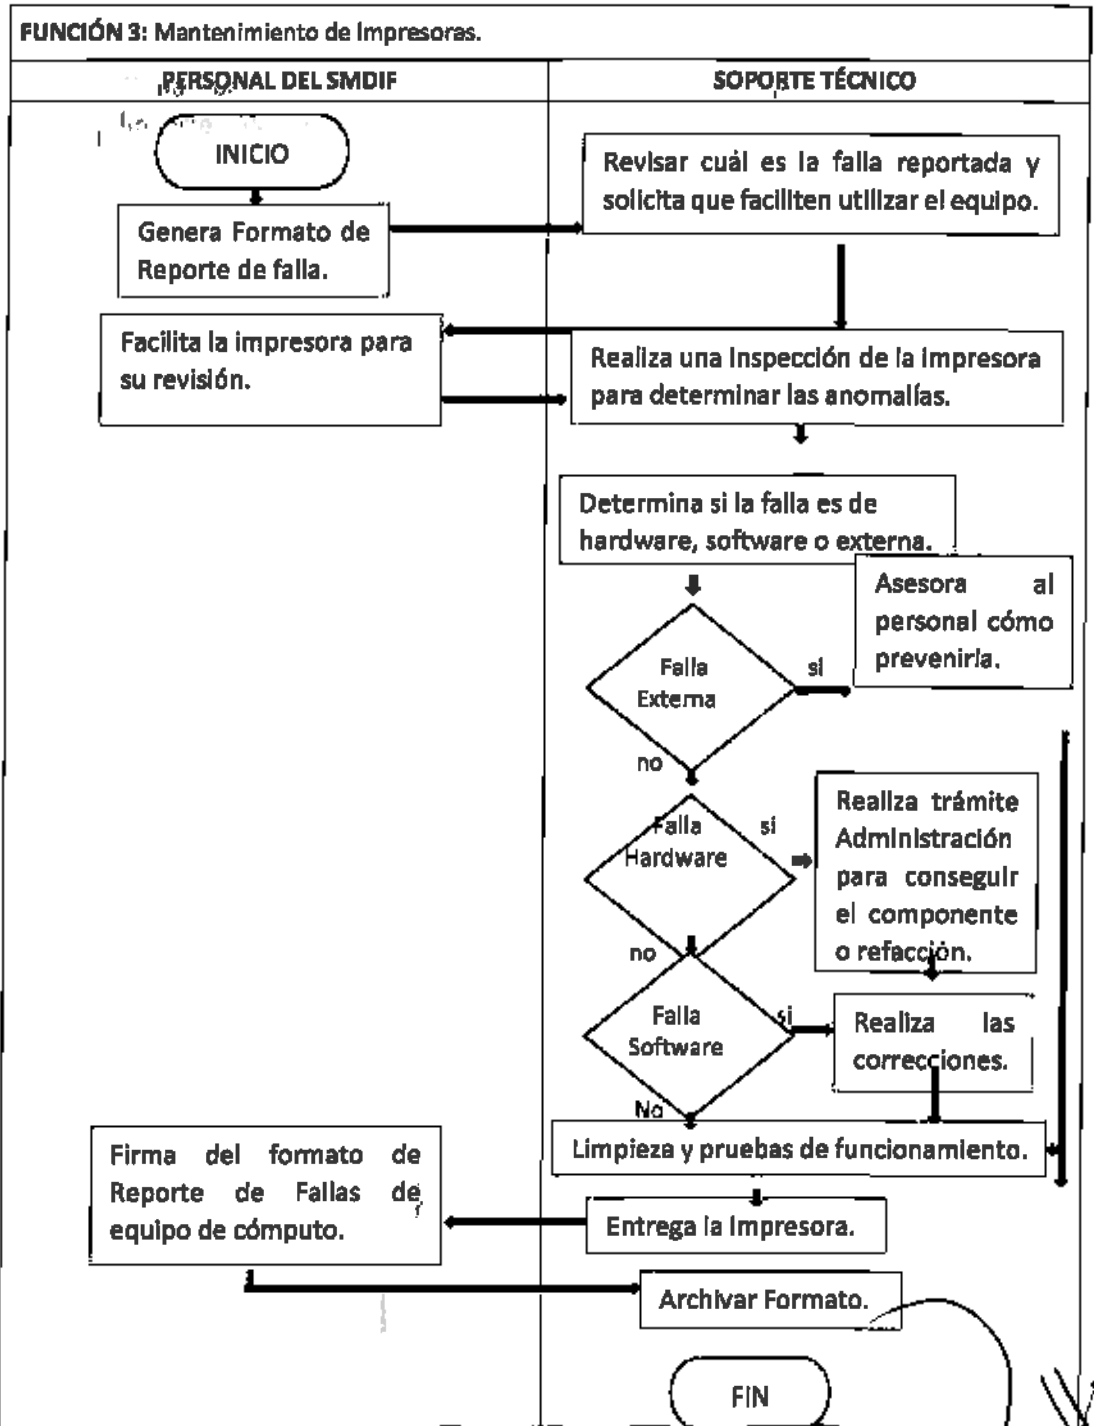 FUNCIÓN 3: Mantenimiento de Impresoras.
PERSONAL DEL SMDIF
SOPORTE TÉCNICO
INICIO
Revisar cuál es la falla reportada y
solicita que faciliten utilizar el equipo.
Genera Formato de
Reporte de falla.
Facilita la impresora para
su revisión.
Realiza una Inspección de la Impresora
para determinar las anomalías.
Determina si la falla es de
hardware, software o externa.
Asesora al
personal cómo
prevenirla.
Falla
Externa
si
no
Falla
Hardware
si
Realiza trámite
Administración
para conseguir
el componente
o refacción.
no
Falla
Software
si
Realiza las
correcciones.
No
Limpieza y pruebas de funcionamiento.
Firma del formato de
Reporte de Fallas de
equipo de cómputo.
Entrega la Impresora.
Archivar Formato.
FIN